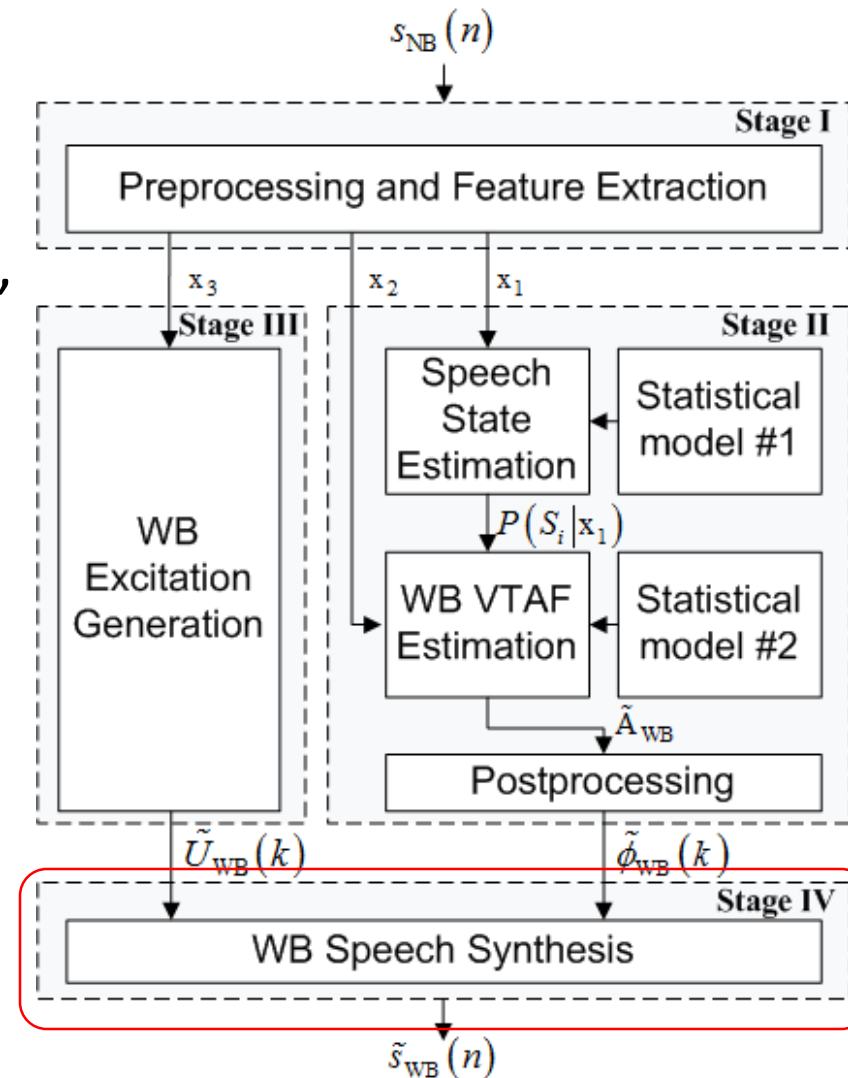 s_NB(n)
Stage I
Preprocessing and Feature Extraction
,
x_3
x_2
x_1
Stage III
WB
Excitation
Generation
Stage II
Speech
State
Estimation
Statistical
model #1
P(S_i|x_1)
WB VTAF
Estimation
Statistical
model #2
Ã_WB
Postprocessing
Ũ_WB(k)
ϕ̃_WB(k)
Stage IV
WB Speech Synthesis
s̃_WB(n)